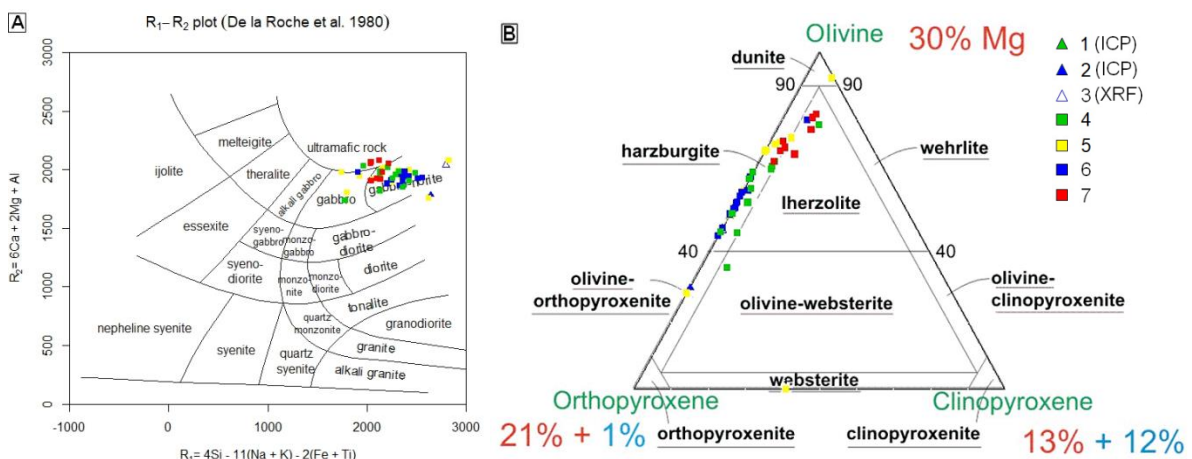 A
R₁– R₂ plot (De la Roche et al. 1980)
3000
2500
2000
1500
1000
500
0
R₂= 6Ca + 2Mg + Al
-1000
0
1000
2000
3000
R₁= 4Si - 11(Na + K) - 2(Fe + Ti)
melteigite
ultramafic rock
ijolite
theralite
alkali gabbro
gabbro
gabbro-norite
essexite
syeno-
gabbro
monzo-
gabbro
gabbro-
diorite
syeno-
diorite
monzo-
nite
monzo-
diorite
diorite
tonalite
nepheline syenite
quartz
monzonite
granodiorite
syenite
quartz
syenite
granite
alkali granite
B
Olivine
30% Mg
dunite
90
90
harzburgite
wehrlite
lherzolite
40
40
olivine-
orthopyroxenite
olivine-
clinopyroxenite
olivine-websterite
websterite
Orthopyroxene
Clinopyroxene
21% + 1%
orthopyroxenite
clinopyroxenite
13% + 12%
1 (ICP)
2 (ICP)
3 (XRF)
4
5
6
7